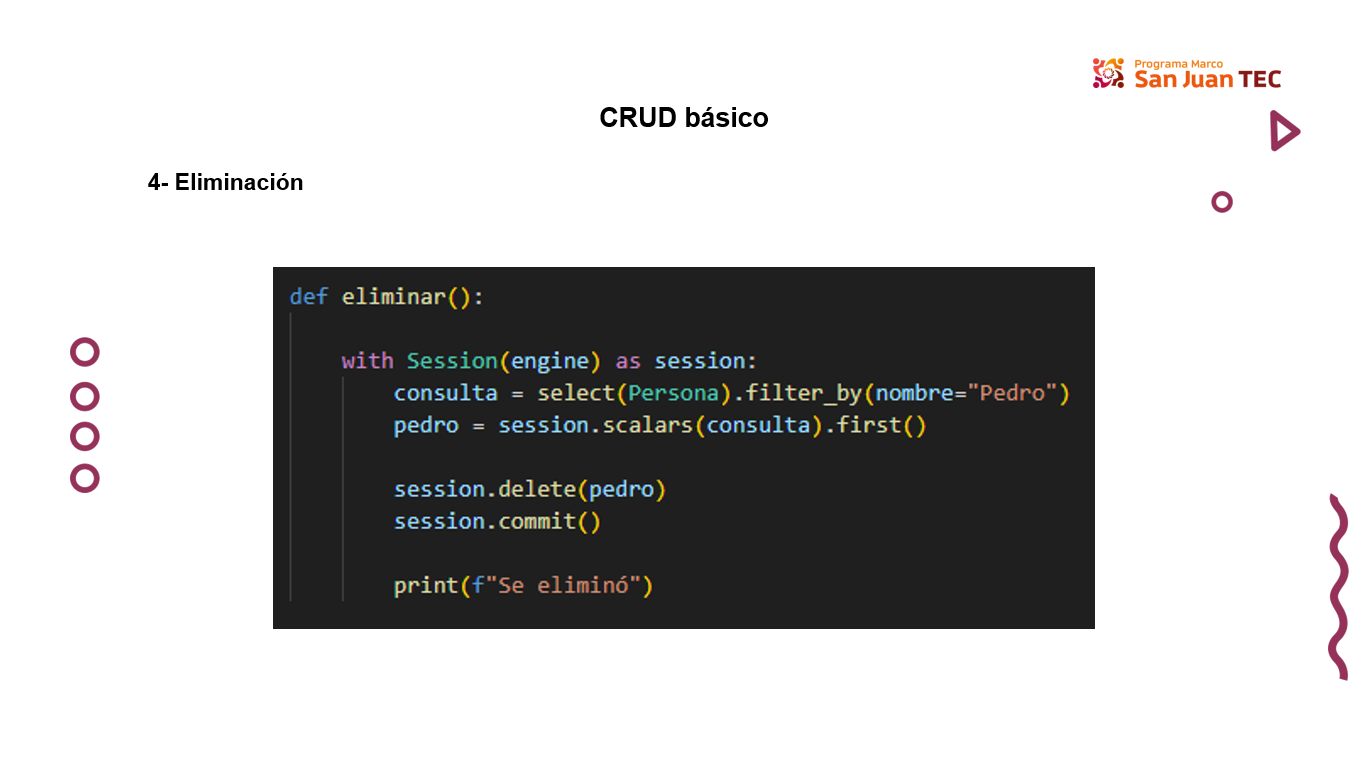 Programa Marco
San Juan TEC
CRUD básico
4- Eliminación
def eliminar():
with Session(engine) as session:
consulta = select(Persona).filter_by(nombre="Pedro")
pedro = session.scalars(consulta).first()
session.delete(pedro)
session.commit()
print(f"Se eliminó")